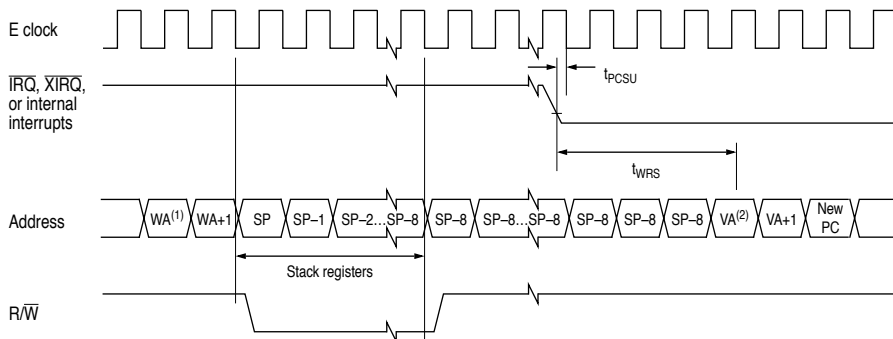 E clock
IRQ, XIRQ,
or internal
interrupts
tPCSU
tWRS
Address
WA(1) WA+1 SP SP–1 SP–2...SP–8 SP–8 SP–8...SP–8 SP–8 SP–8 SP–8 VA(2) VA+1 New
PC
Stack registers
R/W